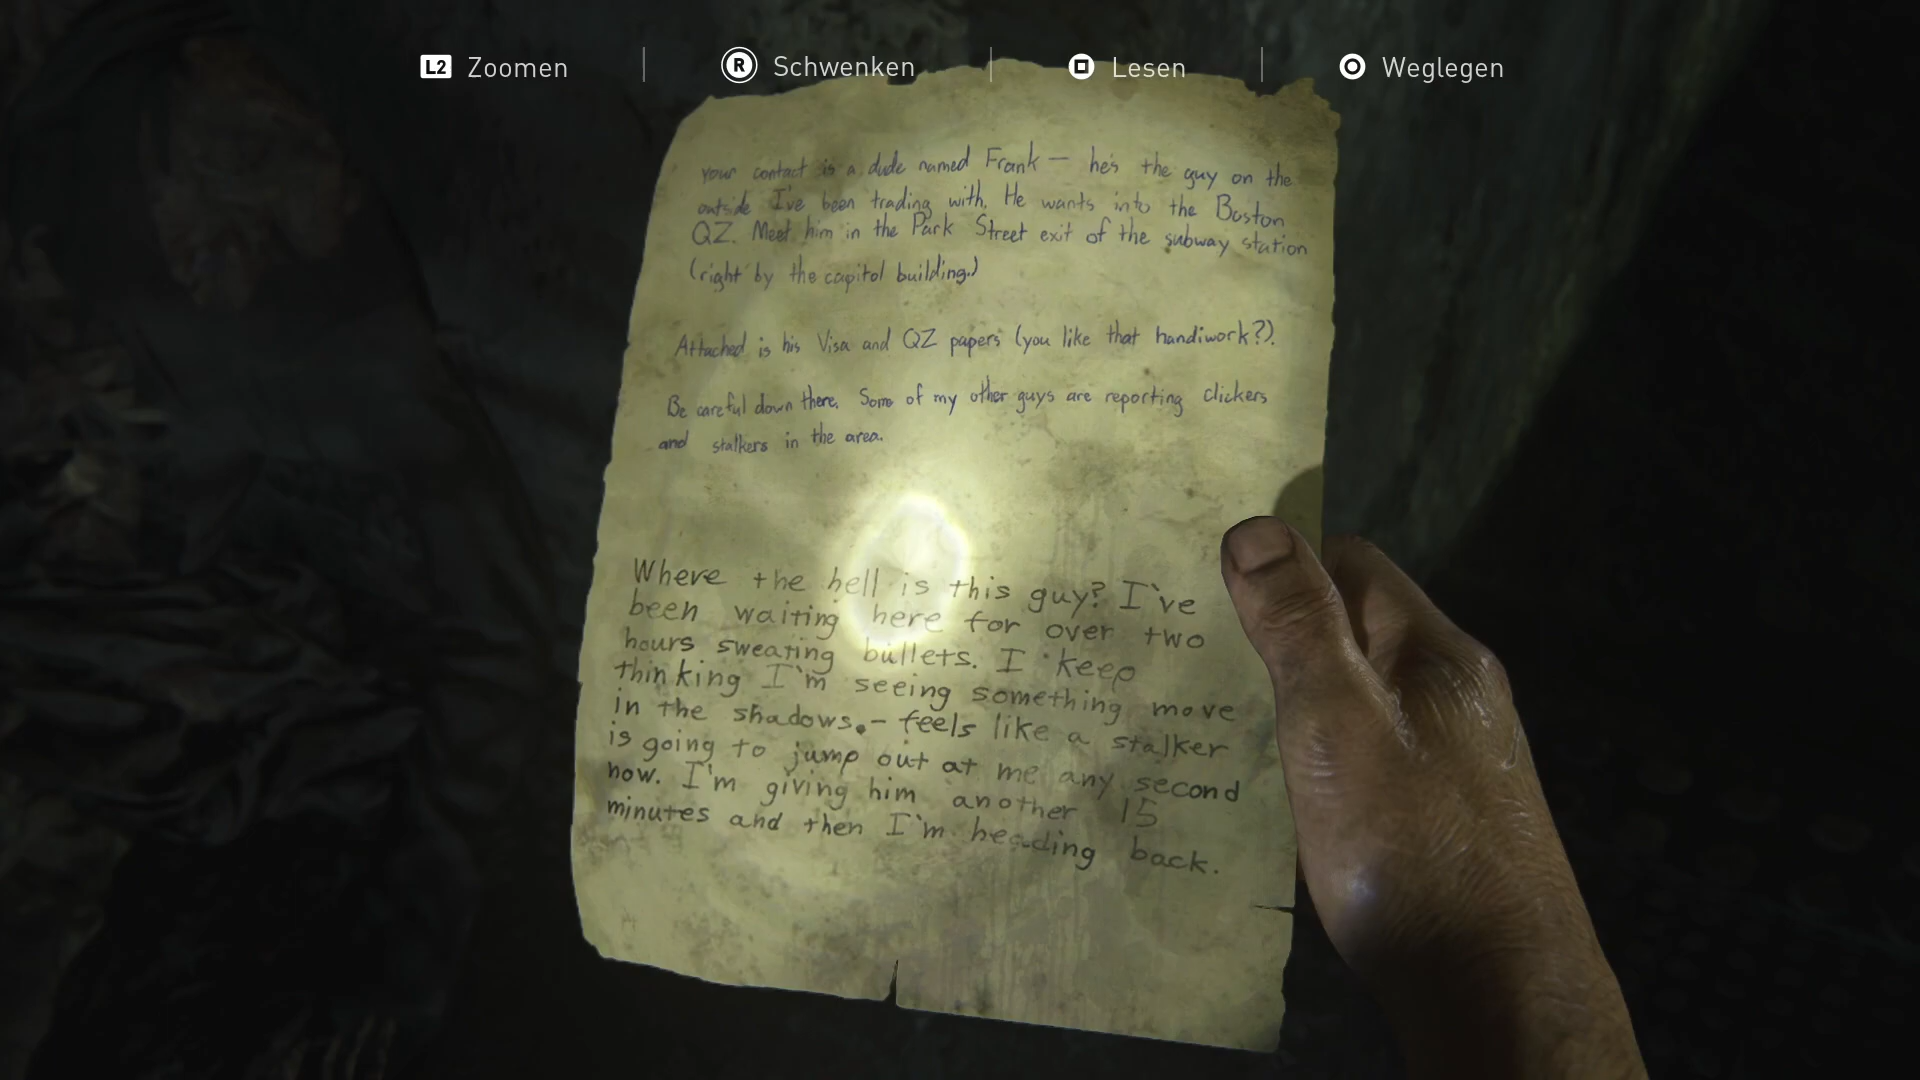 L2 Zoomen R Schwenken Lesen Weglegen
Your contact is a dude named Frank — he's the guy on the
outside I've been trading with. He wants into the Boston
QZ. Meet him in the Park Street exit of the subway station
(right by the capitol building.)
Attached is his Visa and QZ papers (you like that handiwork?).
Be careful down there. Some of my other guys are reporting clickers
and stalkers in the area.
Where the hell is this guy? I've
been waiting here for over two
hours sweating bullets. I keep
thinking I'm seeing something move
in the shadows. - feels like a stalker
is going to jump out at me any second
now. I'm giving him another 15
minutes and then I'm heading back.